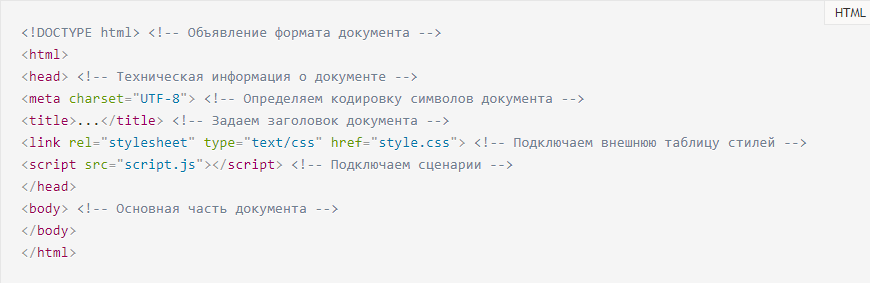 HTML
<!DOCTYPE html> <!-- Объявление формата документа -->
<html>
<head> <!-- Техническая информация о документе -->
<meta charset="UTF-8"> <!-- Определяем кодировку символов документа -->
<title>...</title> <!-- Задаем заголовок документа -->
<link rel="stylesheet" type="text/css" href="style.css"> <!-- Подключаем внешнюю таблицу стилей -->
<script src="script.js"></script> <!-- Подключаем сценарии -->
</head>
<body> <!-- Основная часть документа -->
</body>
</html>